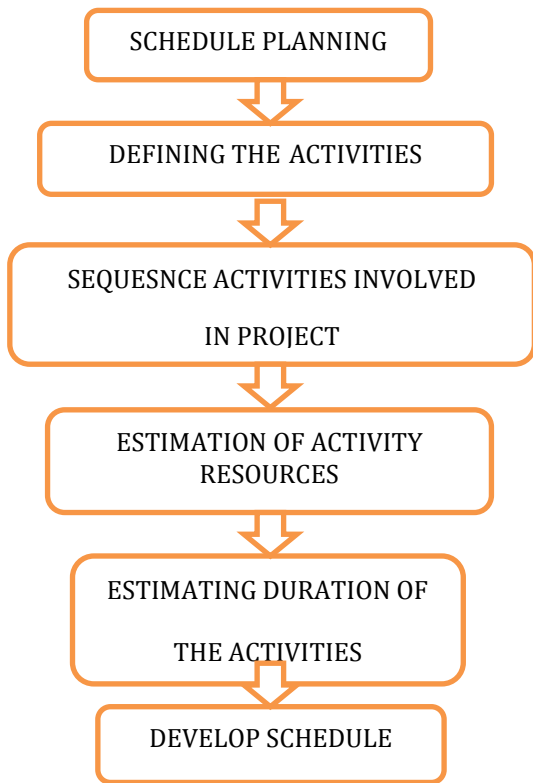 SCHEDULE PLANNING
DEFINING THE ACTIVITIES
SEQUESNCE ACTIVITIES INVOLVED
IN PROJECT
ESTIMATION OF ACTIVITY
RESOURCES
ESTIMATING DURATION OF
THE ACTIVITIES
DEVELOP SCHEDULE